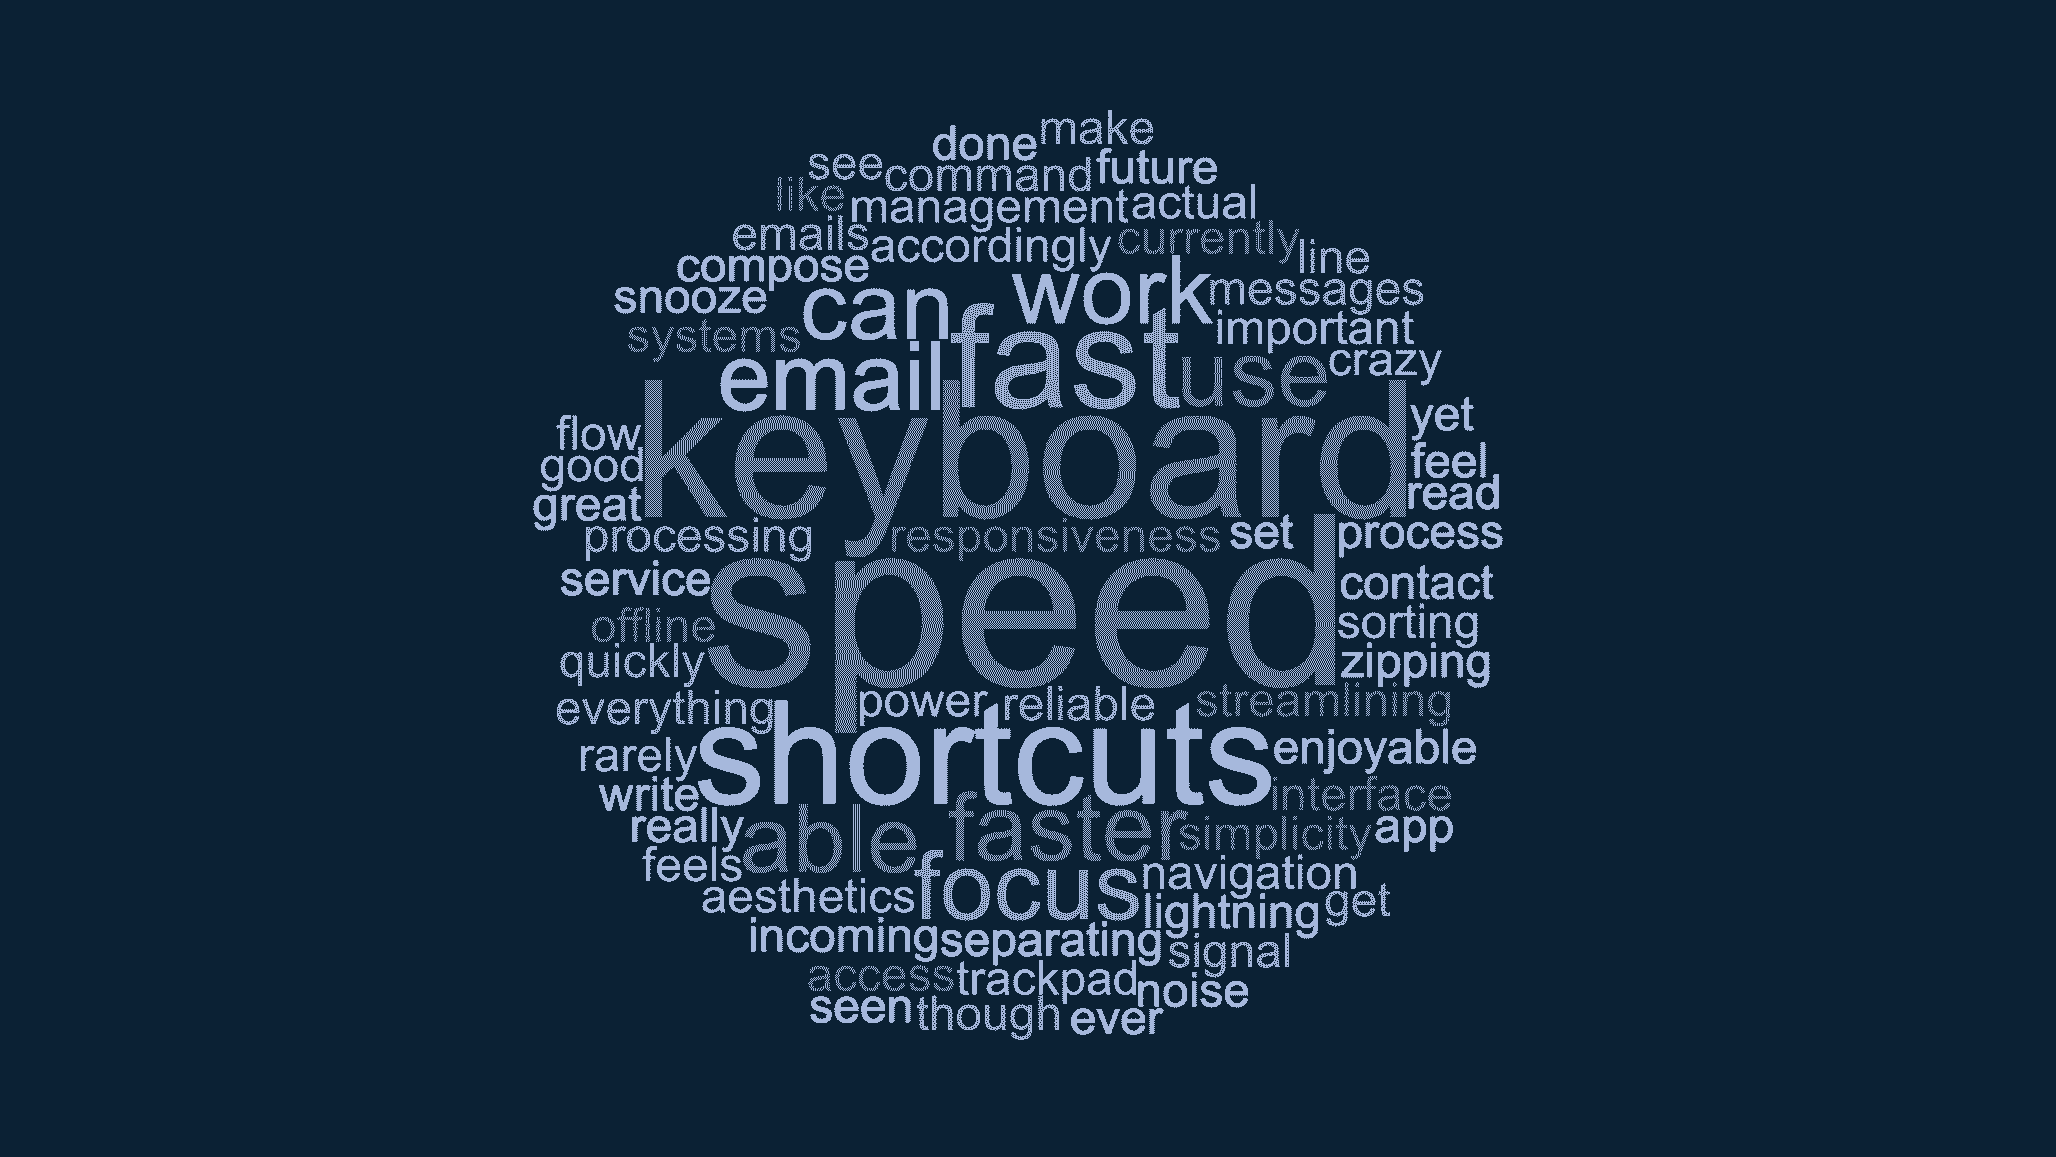 done make
see command future
like management actual
emails accordingly currently line
compose can work messages
snooze fast important
systems email use crazy
keyboard yet
flow feel
good read
great
processing responsiveness set process
service speed contact
offline sorting
quickly zipping
everything power reliable streamlining
rarely shortcuts enjoyable
write interface
really able faster simplicity app
feels focus navigation
aesthetics lightning get
incoming separating signal
access trackpad noise
seen though ever